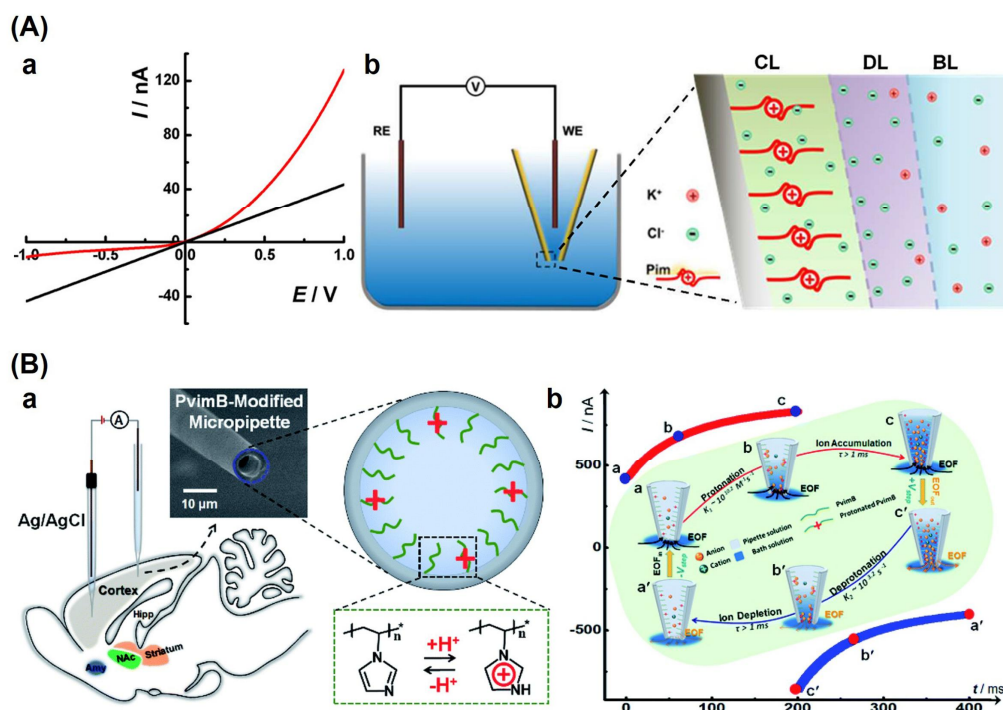 (A)
a
I / nA
120
80
40
-1.0
-0.5
0.0
0.5
1.0
-40
E / V
b
V
RE
WE
CL
DL
BL
K+
Cl-
Pim
(B)
a
A
Ag/AgCl
PvimB-Modified
Micropipette
10 μm
Cortex
Hipp
Striatum
NAc
Amy
n
*
+H+
-H+
n
*
NH
N
N
N
b
I / nA
500
0
-500
0
200
400
t / ms
a
b
c
a
b
c
Protonation
Ion Accumulation
τ > 1 ms
EOF
EOF
EOF
Anion
Cation
Pipette solution
Bath solution
PvimB
Protonated PvimB
+Vstep
-Vstep
a'
b'
c'
EOF
EOF
EOF
Deprotonation
Ion Depletion
τ > 1 ms
a'
b'
c'